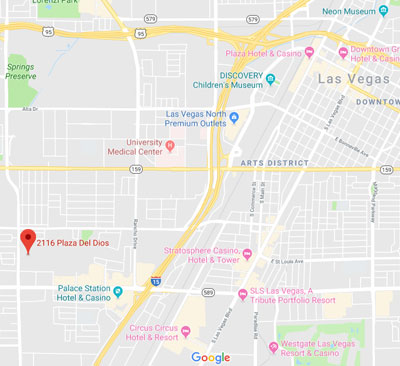 Lorenzi Park
579
95
95
Neon Museum
Plaza Hotel & Casino
Downtown Gr
Hotel & C
Springs
Preserve
DISCOVERY
Children's Museum
Las Vegas
DOWNTOWN
Alta Dr
Las Vegas North
Premium Outlets
S Las Vegas Blvd
E Bonneville Ave
University
Medical Center
159
ARTS DISTRICT
159
Maryland Parkway
Rancho Drive
S Main St
2116 Plaza Del Dios
Stratosphere Casino,
Hotel & Tower
E St Louis Ave
15
Palace Station
Hotel & Casino
589
SLS Las Vegas, A
Tribute Portfolio Resort
S Las Vegas Blvd
Paradise Rd
Circus Circus
Hotel & Resort
Westgate Las Vegas
Resort & Casino
Google